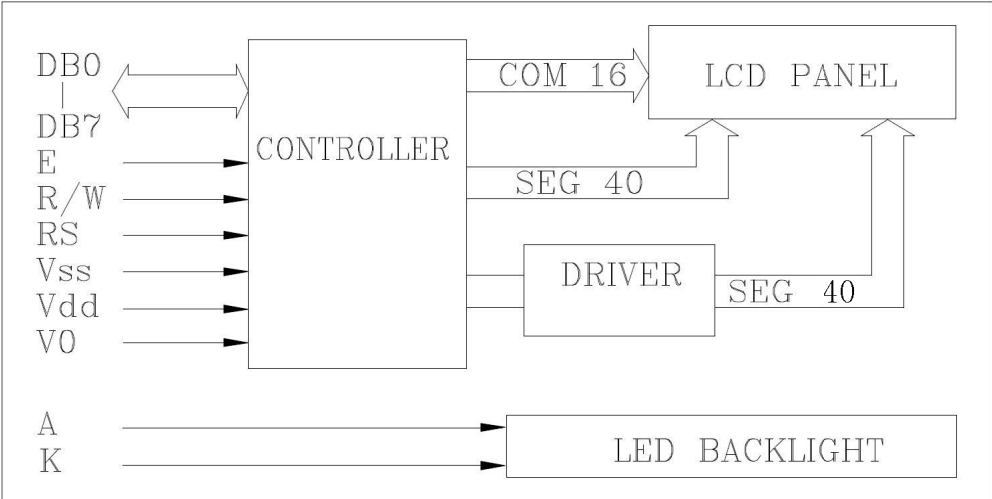 DB0
|
DB7
E
R/W
RS
Vss
Vdd
V0
A
K
CONTROLLER
COM 16
SEG 40
DRIVER
SEG 40
LCD PANEL
LED BACKLIGHT